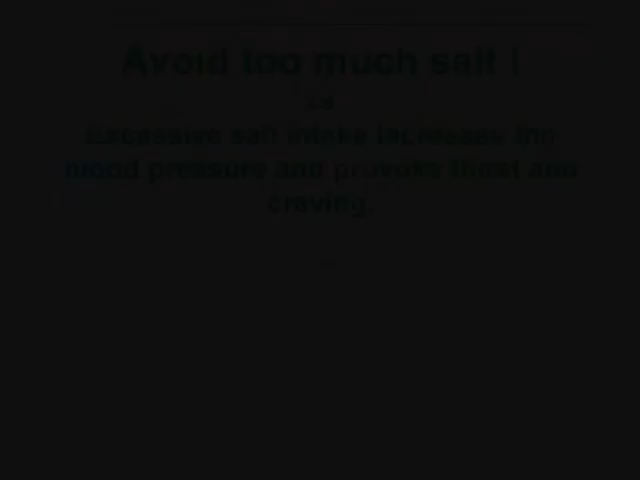 Avoid too much salt !
Excessive salt intake increases the
blood pressure and provoke thirst and
craving.